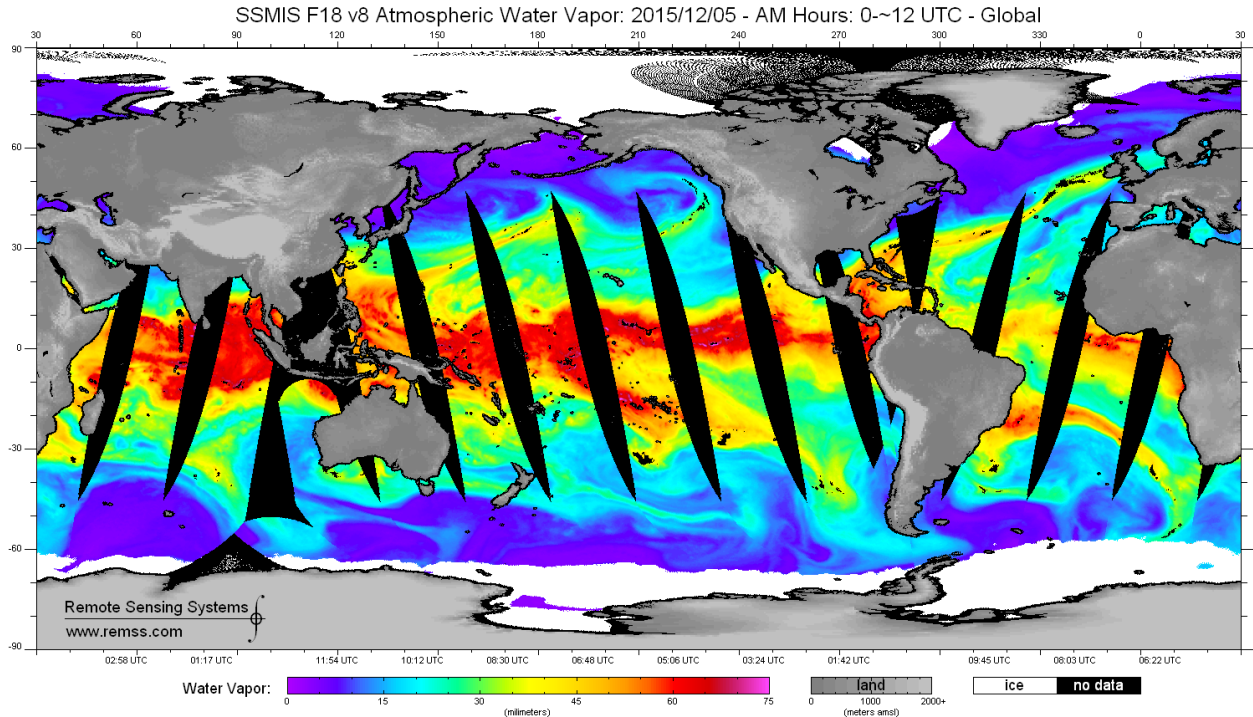 SSMIS F18 v8 Atmospheric Water Vapor: 2015/12/05 - AM Hours: 0-~12 UTC - Global
30 60 90 120 150 180 210 240 270 300 330 0 30
90
60
30
0
-30
-60
-90
Remote Sensing Systems
www.remss.com
02:58 UTC 01:17 UTC 11:54 UTC 10:12 UTC 08:30 UTC 06:48 UTC 05:06 UTC 03:24 UTC 01:42 UTC 09:45 UTC 08:03 UTC 06:22 UTC
Water Vapor: land ice no data
0 15 30 45 60 75 0 1000 2000+
(milimeters) (meters amsl)